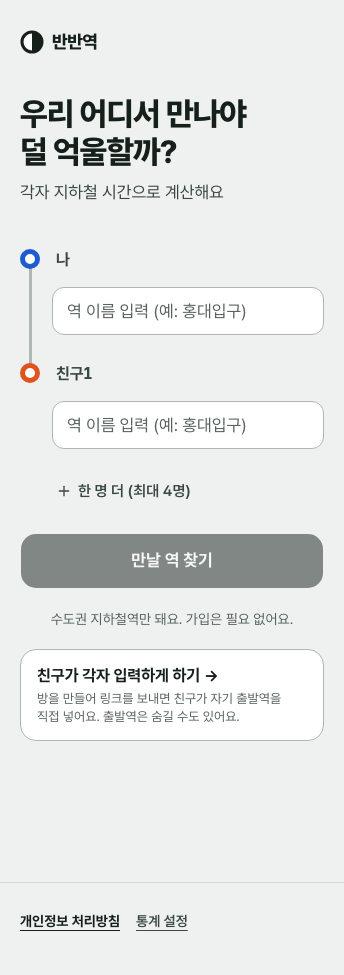 반반역
우리 어디서 만나야
덜 억울할까?
각자 지하철 시간으로 계산해요
나
역 이름 입력 (예: 홍대입구)
친구1
역 이름 입력 (예: 홍대입구)
+ 한 명 더 (최대 4명)
만날 역 찾기
수도권 지하철역만 돼요. 가입은 필요 없어요.
친구가 각자 입력하게 하기 →
방을 만들어 링크를 보내면 친구가 자기 출발역을
직접 넣어요. 출발역은 숨길 수도 있어요.
개인정보 처리방침 통계 설정